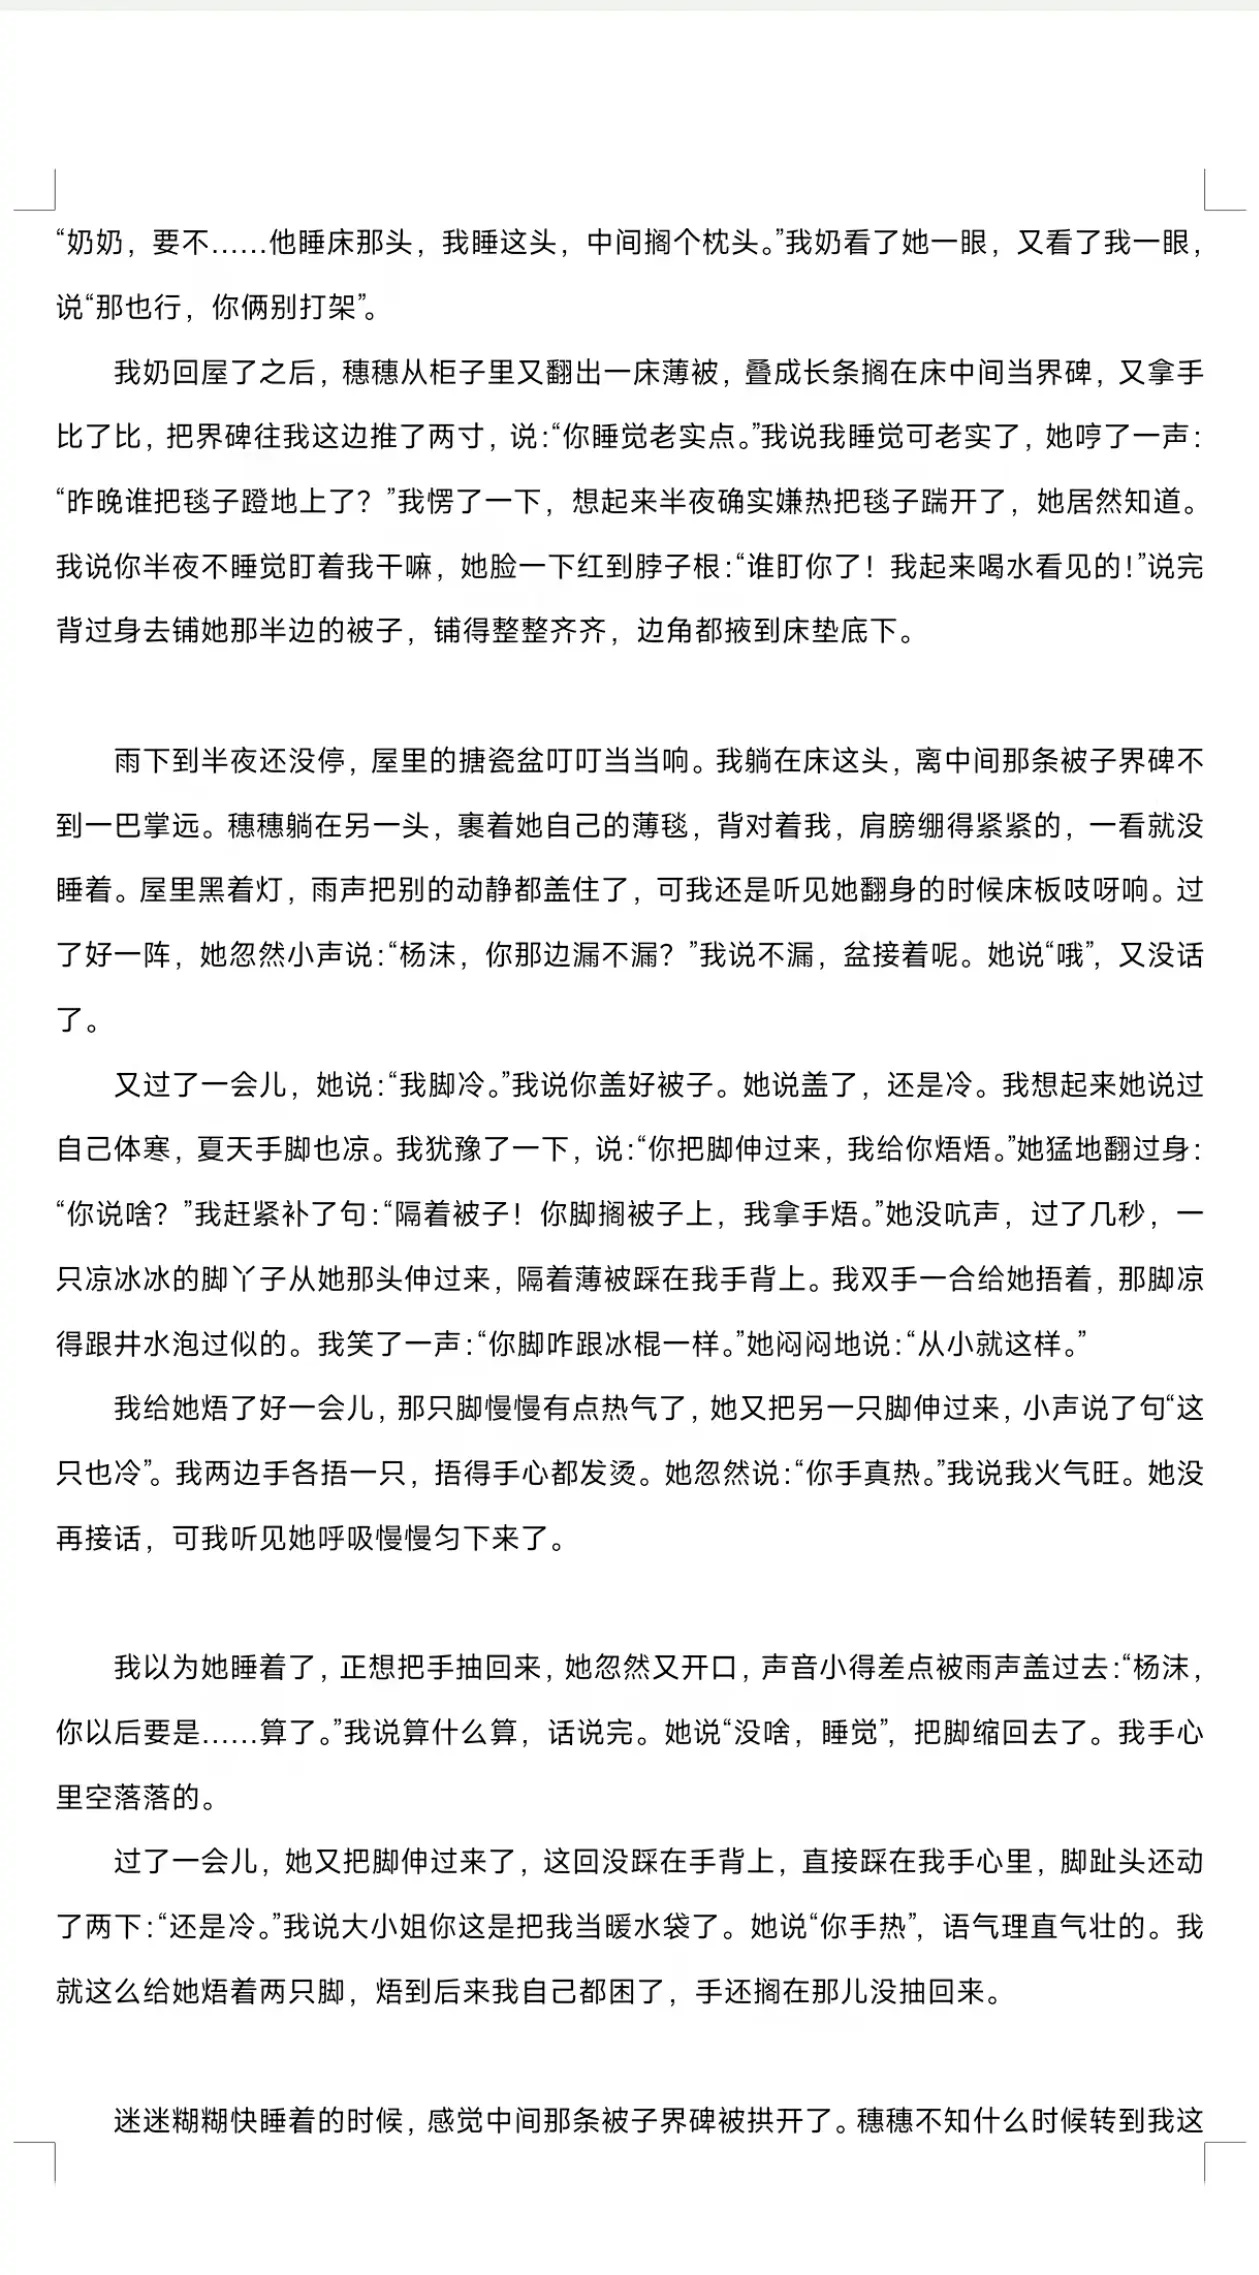 “奶奶，要不……他睡床那头，我睡这头，中间搁个枕头。”我奶看了她一眼，又看了我一眼，
说“那也行，你俩别打架”。
我奶回屋了之后，穗穗从柜子里又翻出一床薄被，叠成长条搁在床中间当界碑，又拿手
比了比，把界碑往我这边推了两寸，说：“你睡觉老实点。”我说我睡觉可老实了，她哼了一声：
“昨晚谁把毯子蹬地上了？”我愣了一下，想起来半夜确实嫌热把毯子踹开了，她居然知道。
我说你半夜不睡觉盯着我干嘛，她脸一下红到脖子根：“谁盯你了！我起来喝水看见的！”说完
背过身去铺她那半边的被子，铺得整整齐齐，边角都掖到床垫底下。
雨下到半夜还没停，屋里的搪瓷盆叮叮当当响。我躺在床这头，离中间那条被子界碑不
到一巴掌远。穗穗躺在另一头，裹着她自己的薄毯，背对着我，肩膀绷得紧紧的，一看就没
睡着。屋里黑着灯，雨声把别的动静都盖住了，可我还是听见她翻身的时候床板吱呀响。过
了好一阵，她忽然小声说：“杨沫，你那边漏不漏？”我说不漏，盆接着呢。她说“哦”，又没话
了。
又过了一会儿，她说：“我脚冷。”我说你盖好被子。她说盖了，还是冷。我想起来她说过
自己体寒，夏天手脚也凉。我犹豫了一下，说：“你把脚伸过来，我给你焐焐。”她猛地翻过身：
“你说啥？”我赶紧补了句：“隔着被子！你脚搁被子上，我拿手焐。”她没吭声，过了几秒，一
只凉冰冰的脚丫子从她那头伸过来，隔着薄被踩在我手背上。我双手一合给她捂着，那脚凉
得跟井水泡过似的。我笑了一声：“你脚咋跟冰棍一样。”她闷闷地说：“从小就这样。”
我给她焐了好一会儿，那只脚慢慢有点热气了，她又把另一只脚伸过来，小声说了句“这
只也冷”。我两边手各捂一只，捂得手心都发烫。她忽然说：“你手真热。”我说我火气旺。她没
再接话，可我听见她呼吸慢慢匀下来了。
我以为她睡着了，正想把手抽回来，她忽然又开口，声音小得差点被雨声盖过去：“杨沫，
你以后要是……算了。”我说算什么算，话说完。她说“没啥，睡觉”，把脚缩回去了。我手心
里空落落的。
过了一会儿，她又把脚伸过来了，这回没踩在手背上，直接踩在我手心里，脚趾头还动
了两下：“还是冷。”我说大小姐你这是把我当暖水袋了。她说“你手热”，语气理直气壮的。我
就这么给她焐着两只脚，焐到后来我自己都困了，手还搁在那儿没抽回来。
迷迷糊糊快睡着的时候，感觉中间那条被子界碑被拱开了。穗穗不知什么时候转到我这